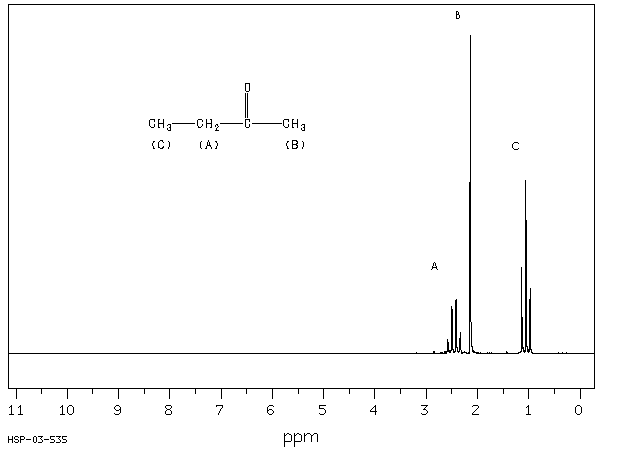 B
O
CH3 CH2 C CH3
(C) (A) (B)
C
A
11 10 9 8 7 6 5 4 3 2 1 0
HSP-03-535
ppm